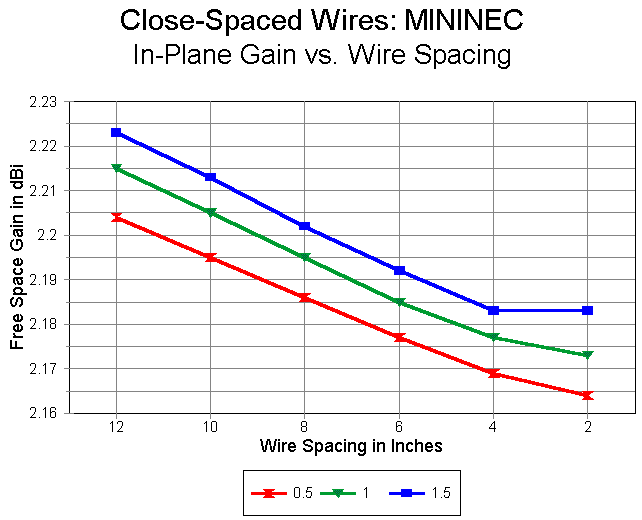 Close-Spaced Wires: MININEC
In-Plane Gain vs. Wire Spacing
2.23
2.22
2.21
2.2
2.19
2.18
2.17
2.16
Free Space Gain in dBi
12 10 8 6 4 2
Wire Spacing in Inches
0.5 1 1.5